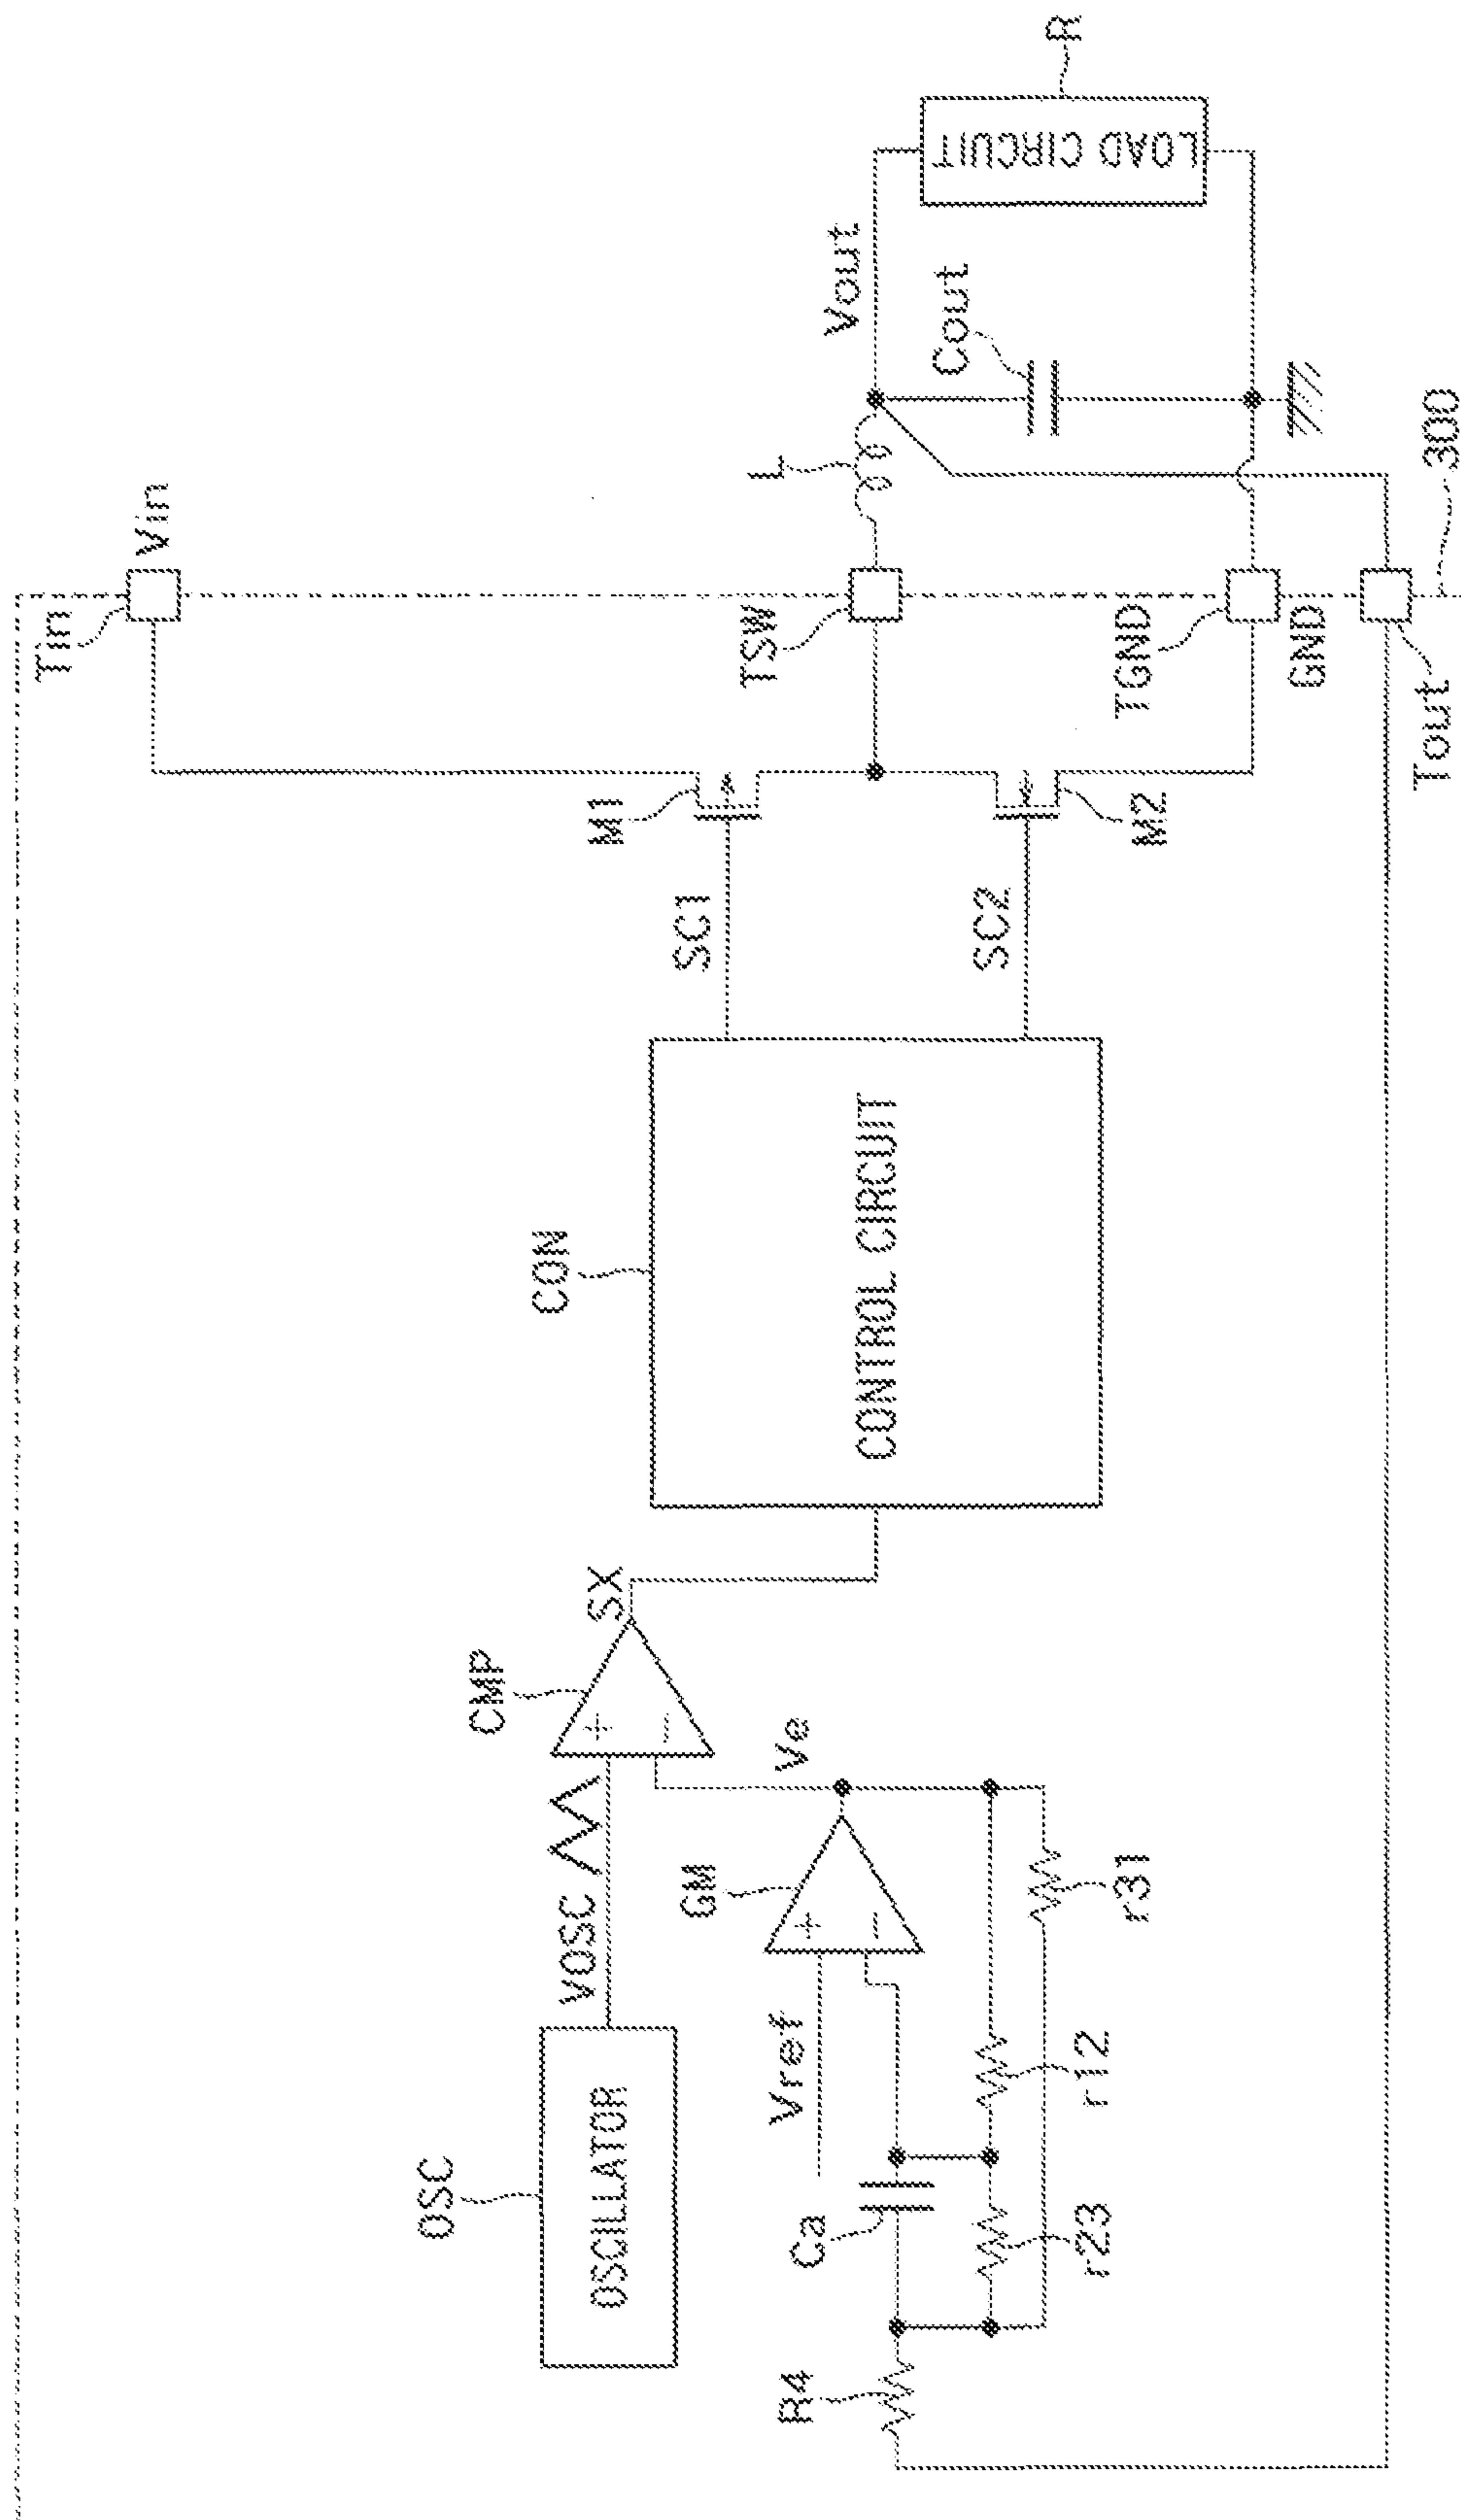 Tin
Vin
OSC
OSCILLATOR
VOSC
CMP
+
−
SX
CON
CONTROL CIRCUIT
SC1
SC2
M1
M2
TSW
L
Vout
Cout
LOAD CIRCUIT
R
Vref
GM
+
−
Ve
Ca
R4
r23
r12
r31
TGND
GND
Tout
300